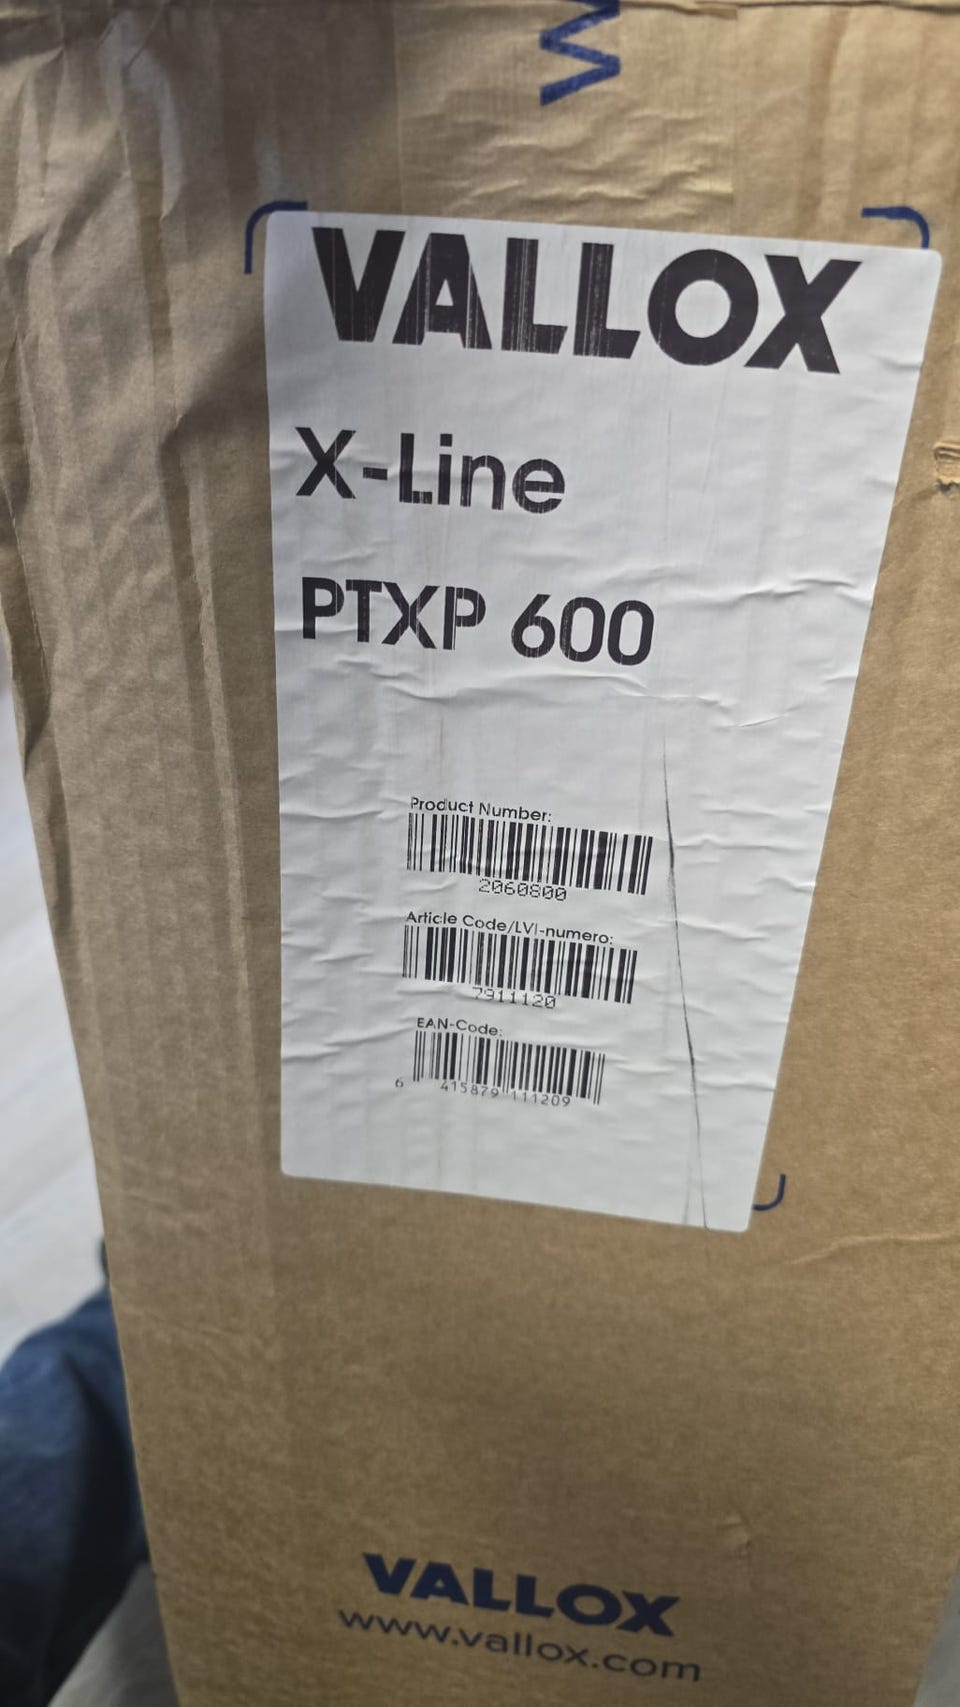 VALLOX
X-Line
PTXP 600
Product Number:
2060800
Article Code/LVI-numero:
7911120
EAN-Code:
6 415879 111209
VALLOX
www.vallox.com